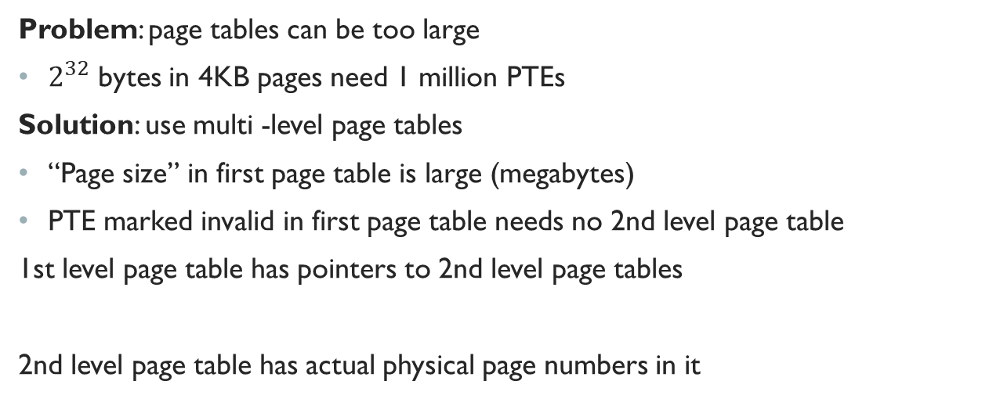 Problem: page tables can be too large
• 2³² bytes in 4KB pages need 1 million PTEs
Solution: use multi -level page tables
• “Page size” in first page table is large (megabytes)
• PTE marked invalid in first page table needs no 2nd level page table
1st level page table has pointers to 2nd level page tables
2nd level page table has actual physical page numbers in it